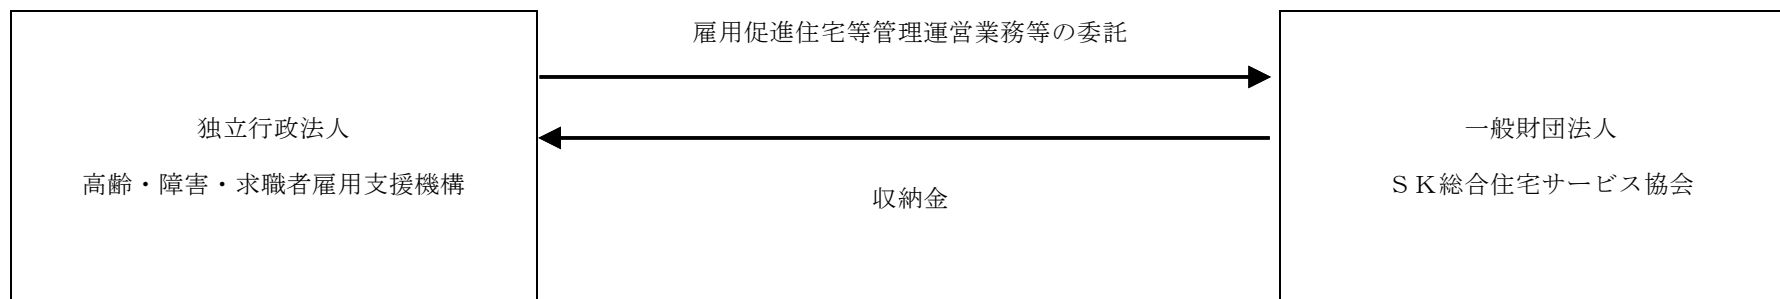 雇用促進住宅等管理運営業務等の委託
独立行政法人
高齢・障害・求職者雇用支援機構
収納金
一般財団法人
ＳＫ総合住宅サービス協会